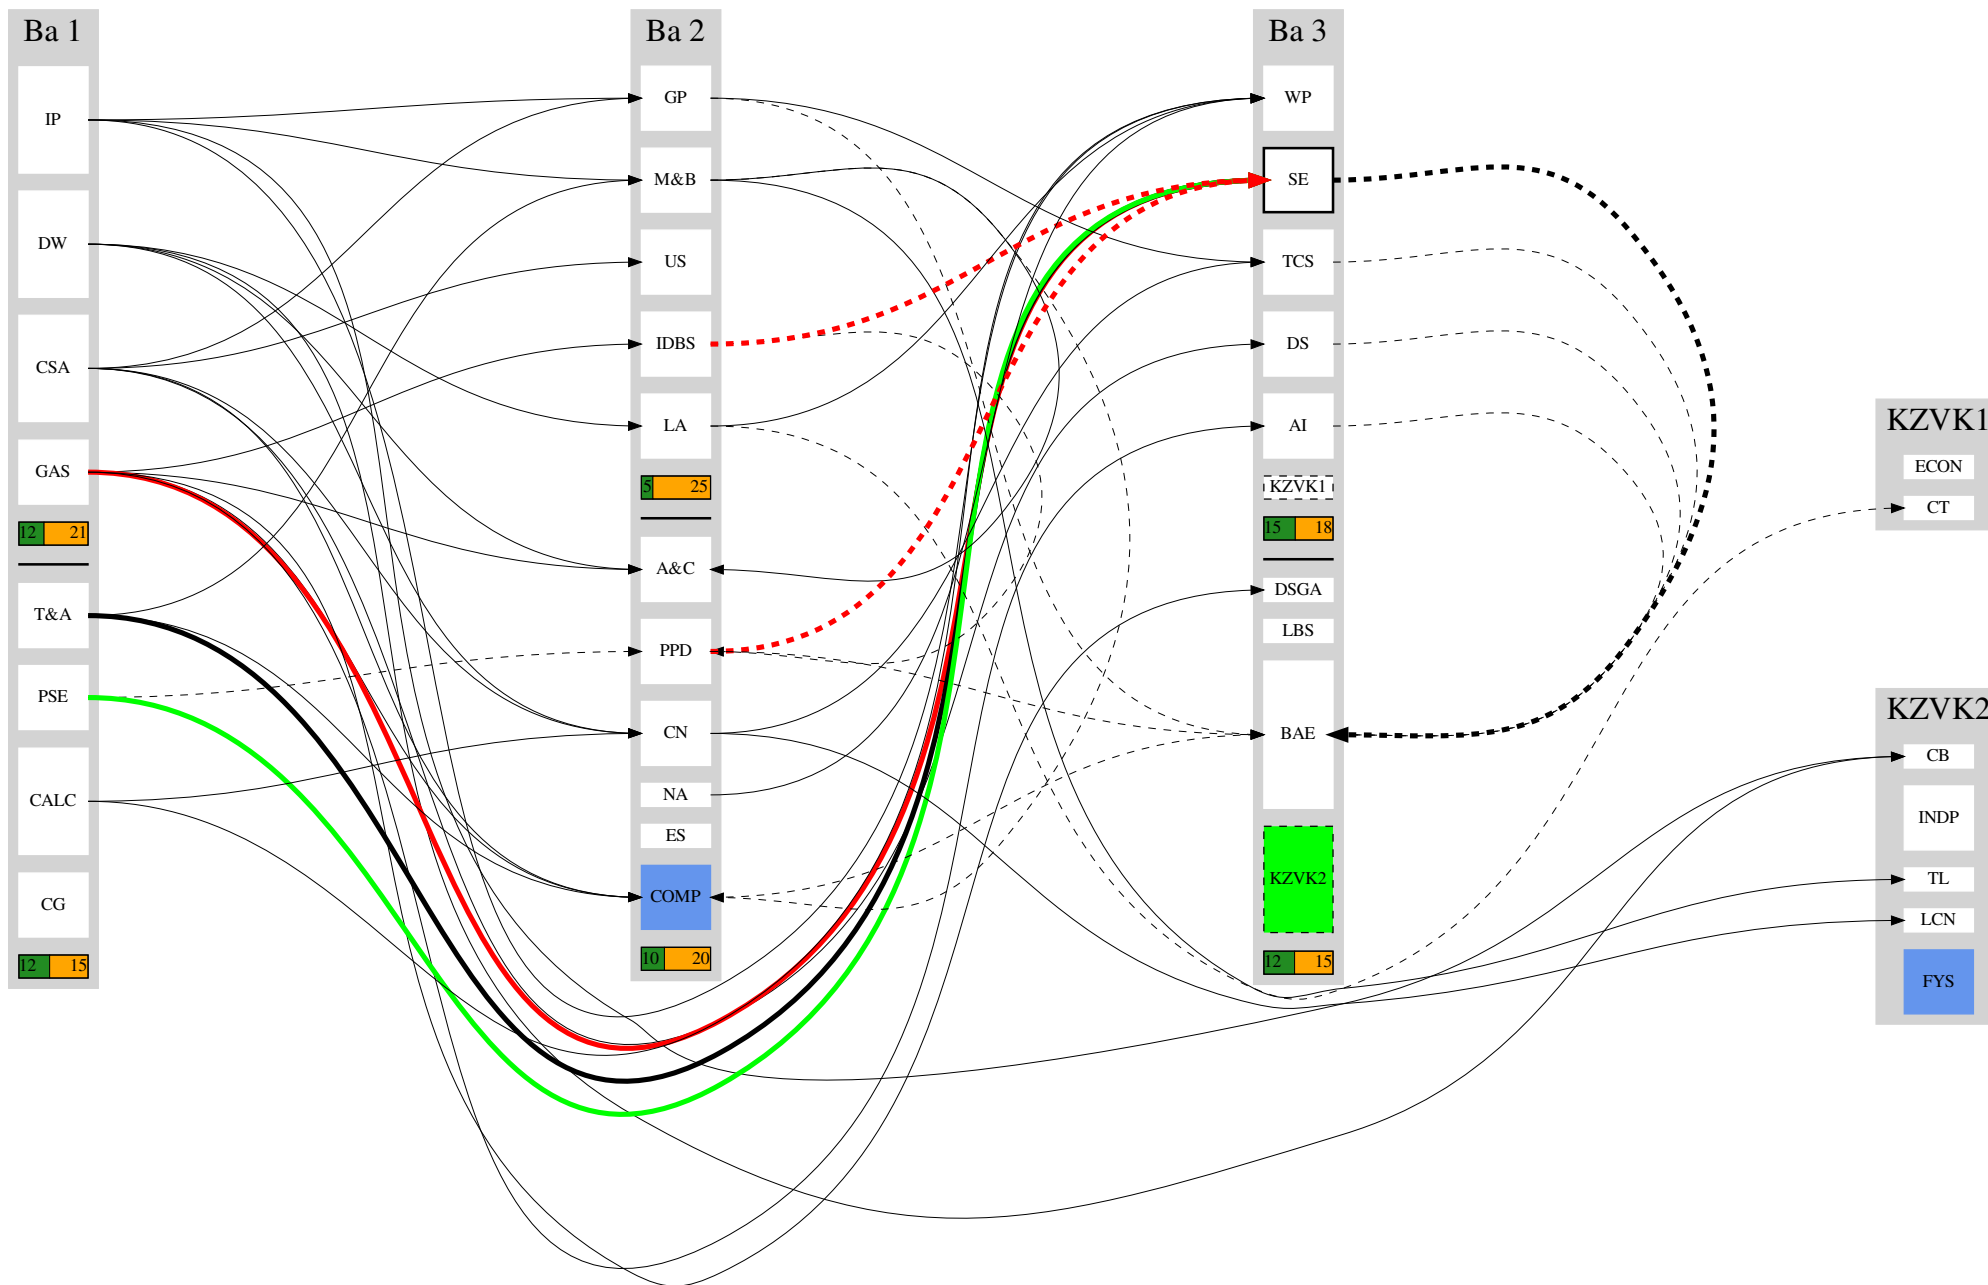 Ba 1
IP
DW
CSA
GAS
12 21
T&A
PSE
CALC
CG
12 15
Ba 2
GP
M&B
US
IDBS
LA
5 25
A&C
PPD
CN
NA
ES
COMP
10 20
Ba 3
WP
SE
TCS
DS
AI
KZVK1
15 18
DSGA
LBS
BAE
KZVK2
12 15
KZVK1
ECON
CT
KZVK2
CB
INDP
TL
LCN
FYS